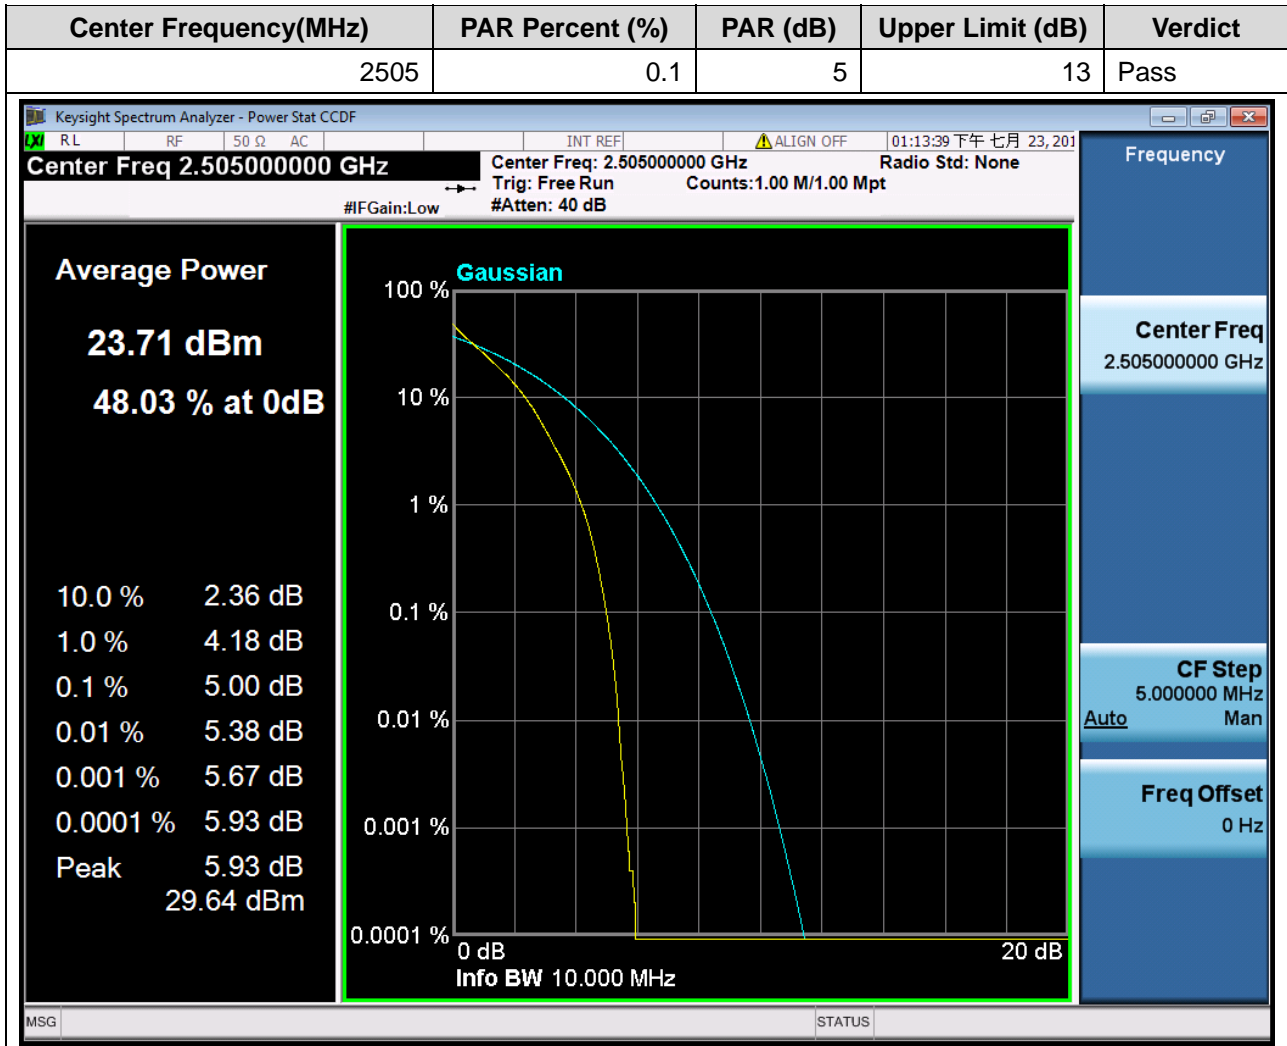 Center Frequency(MHz) PAR Percent (%) PAR (dB) Upper Limit (dB) Verdict
2505 0.1 5 13 Pass
Keysight Spectrum Analyzer - Power Stat CCDF
LXI RL RF 50 Ω AC INT REF ALIGN OFF 01:13:39 下午 七月 23, 201
Center Freq 2.505000000 GHz
Center Freq: 2.505000000 GHz Radio Std: None
Trig: Free Run Counts:1.00 M/1.00 Mpt
#IFGain:Low #Atten: 40 dB
Average Power
23.71 dBm
48.03 % at 0dB
10.0 % 2.36 dB
1.0 % 4.18 dB
0.1 % 5.00 dB
0.01 % 5.38 dB
0.001 % 5.67 dB
0.0001 % 5.93 dB
Peak 5.93 dB
29.64 dBm
Gaussian
100 %
10 %
1 %
0.1 %
0.01 %
0.001 %
0.0001 %
0 dB 20 dB
Info BW 10.000 MHz
Frequency
Center Freq
2.505000000 GHz
CF Step
5.000000 MHz
Auto Man
Freq Offset
0 Hz
MSG STATUS